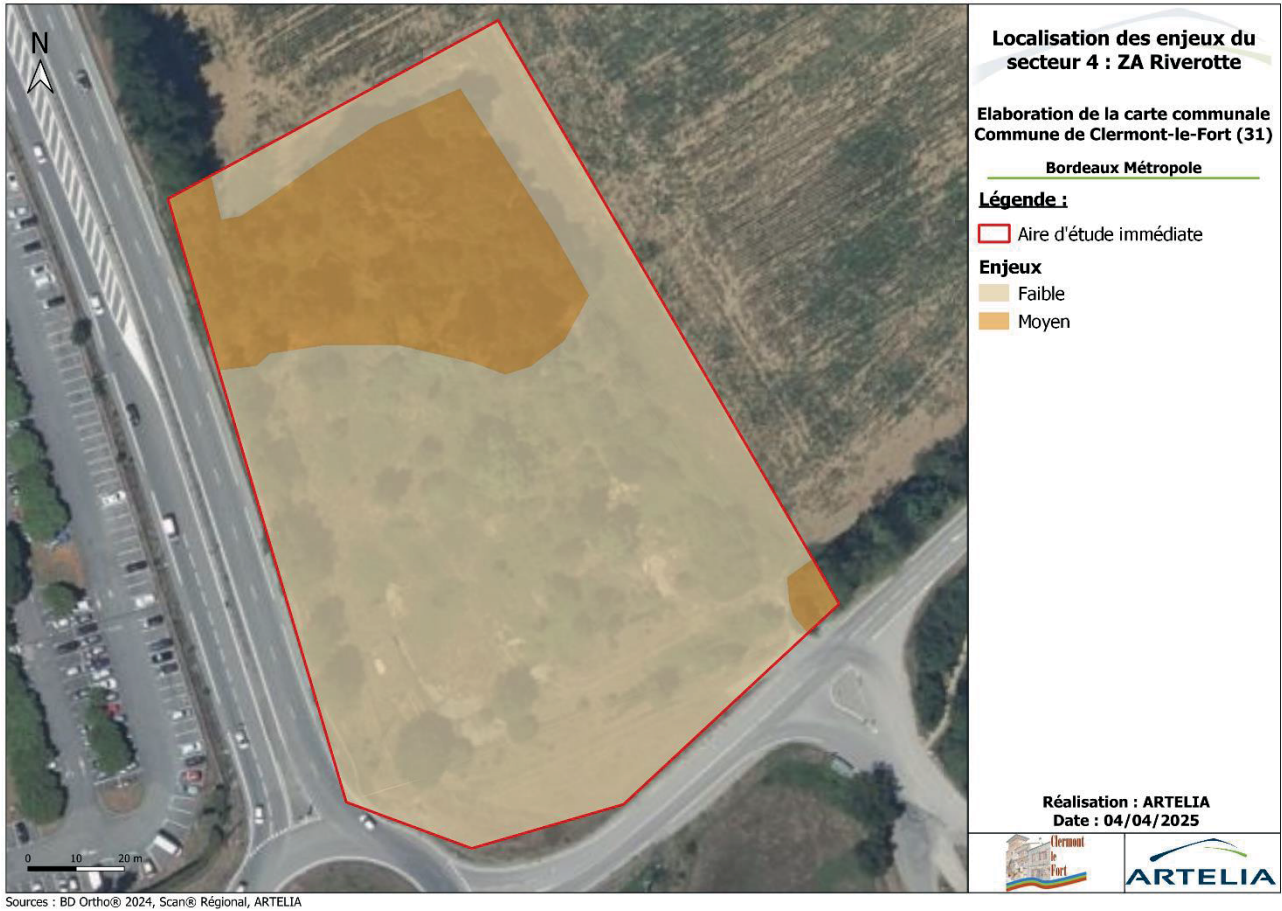 N
0 10 20 m
Localisation des enjeux du
secteur 4 : ZA Riverotte
Elaboration de la carte communale
Commune de Clermont-le-Fort (31)
Bordeaux Métropole
Légende :
Aire d'étude immédiate
Enjeux
Faible
Moyen
Réalisation : ARTELIA
Date : 04/04/2025
Clermont
le
Fort
ARTELIA
Sources : BD Ortho® 2024, Scan® Régional, ARTELIA